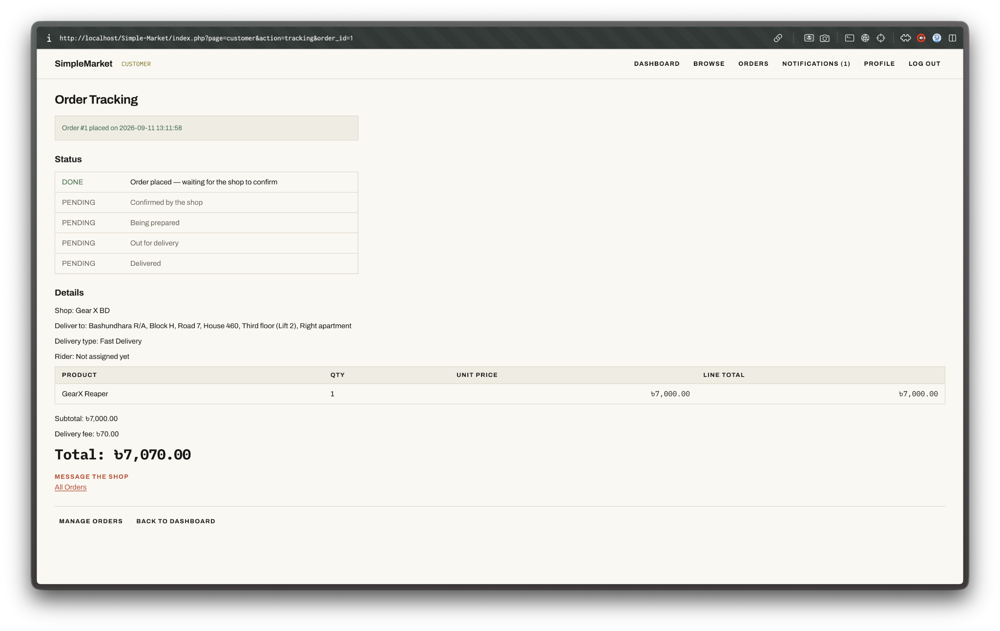 http://localhost/Simple-Market/index.php?page=customer&action=tracking&order_id=1
SimpleMarket CUSTOMER DASHBOARD BROWSE ORDERS NOTIFICATIONS (1) PROFILE LOG OUT
Order Tracking
Order #1 placed on 2026-09-11 13:11:58
Status
DONE Order placed — waiting for the shop to confirm
PENDING Confirmed by the shop
PENDING Being prepared
PENDING Out for delivery
PENDING Delivered
Details
Shop: Gear X BD
Deliver to: Bashundhara R/A, Block H, Road 7, House 460, Third floor (Lift 2), Right apartment
Delivery type: Fast Delivery
Rider: Not assigned yet
PRODUCT QTY UNIT PRICE LINE TOTAL
GearX Reaper 1 ৳7,000.00 ৳7,000.00
Subtotal: ৳7,000.00
Delivery fee: ৳70.00
Total: ৳7,070.00
MESSAGE THE SHOP
All Orders
MANAGE ORDERS BACK TO DASHBOARD